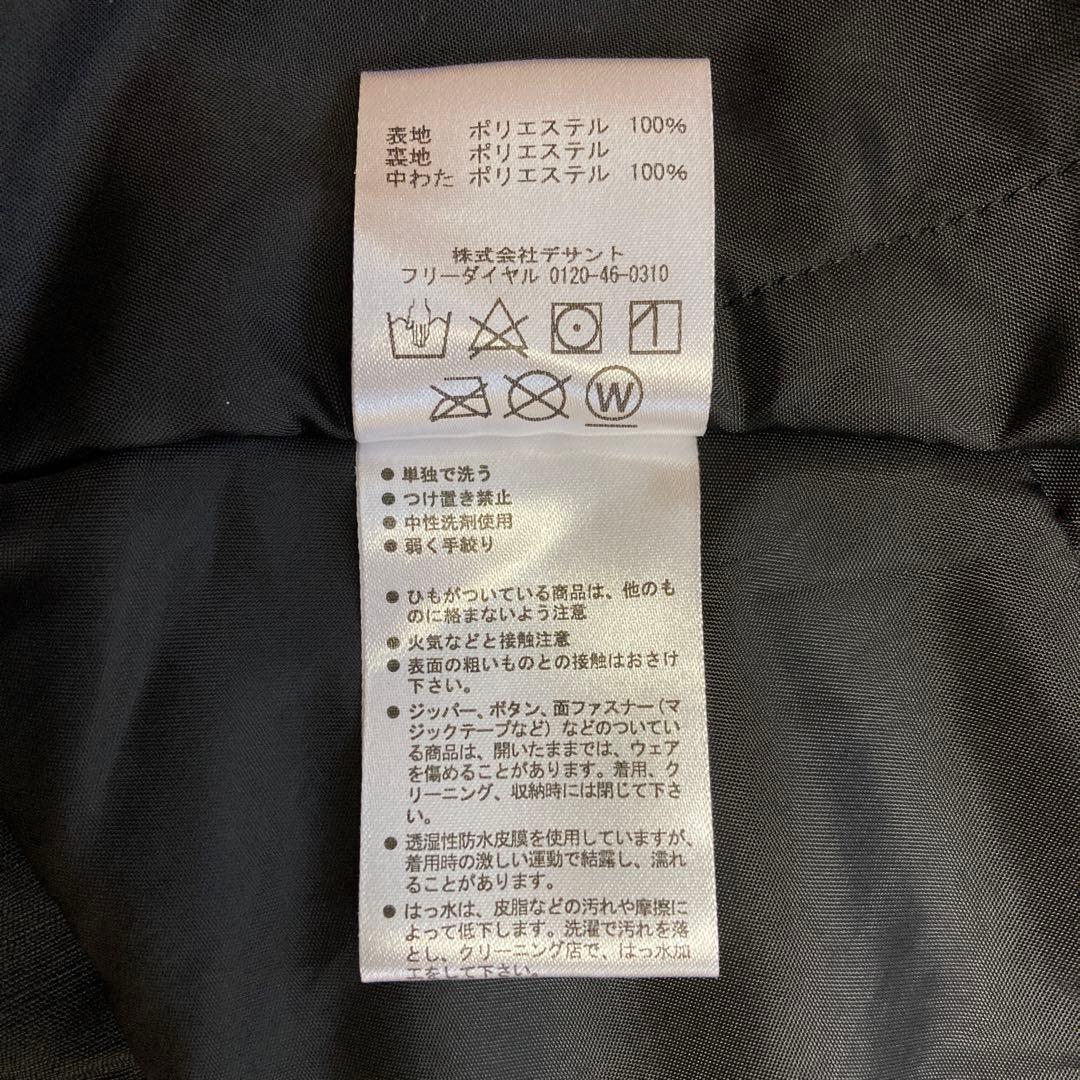 表地 ポリエステル 100%
裏地 ポリエステル
中わた ポリエステル 100%
株式会社デサント
フリーダイヤル 0120-46-0310
W
● 単独で洗う
● つけ置き禁止
● 中性洗剤使用
● 弱く手絞り
● ひもがついている商品は、他のも
のに絡まないよう注意
● 火気などと接触注意
● 表面の粗いものとの接触はおさけ
下さい。
● ジッパー、ボタン、面ファスナー(マ
ジックテープなど)などのついてい
る商品は、開いたままでは、ウェア
を傷めることがあります。着用、ク
リーニング、収納時には閉じて下さ
い。
● 透湿性防水皮膜を使用していますが、
着用時の激しい運動で結露し、濡れ
ることがあります。
● はっ水は、皮脂などの汚れや摩擦に
よって低下します。洗濯で汚れを落
とし、クリーニング店で、はっ水加
工をして下さい。